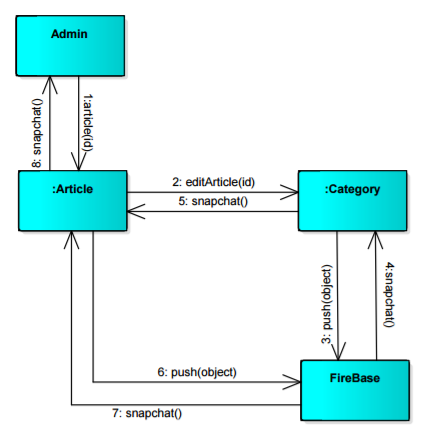 Admin
8: snapchat()
1:article(id)
:Article
2: editArticle(id)
5: snapchat()
:Category
3: push(object)
4:snapchat()
6: push(object)
FireBase
7: snapchat()